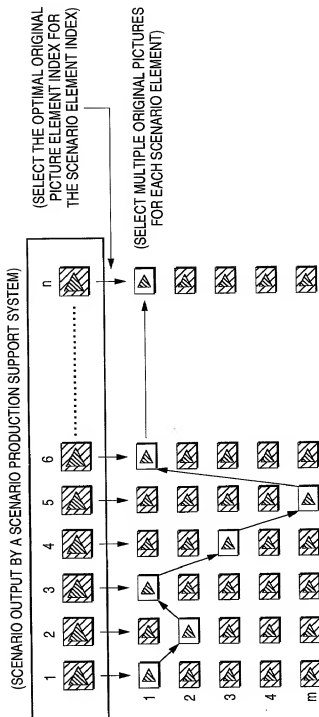 (SCENARIO OUTPUT BY A SCENARIO PRODUCTION SUPPORT SYSTEM)
1 2 3 4 5 6 n
(SELECT THE OPTIMAL ORIGINAL
PICTURE ELEMENT INDEX FOR
THE SCENARIO ELEMENT INDEX)
(SELECT MULTIPLE ORIGINAL PICTURES
FOR EACH SCENARIO ELEMENT)
1
2
3
4
m